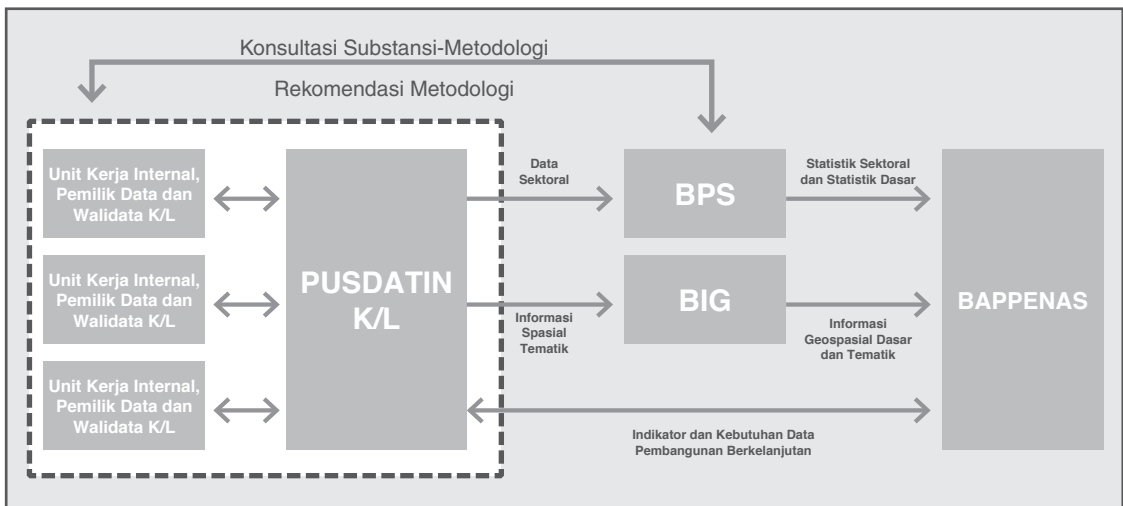 Konsultasi Substansi-Metodologi
Rekomendasi Metodologi
Unit Kerja Internal,
Pemilik Data dan
Walidata K/L
Unit Kerja Internal,
Pemilik Data dan
Walidata K/L
Unit Kerja Internal,
Pemilik Data dan
Walidata K/L
PUSDATIN
K/L
Data
Sektoral
Informasi
Spasial
Tematik
BPS
BIG
Statistik Sektoral
dan Statistik Dasar
Informasi
Geospasial Dasar
dan Tematik
Indikator dan Kebutuhan Data
Pembangunan Berkelanjutan
BAPPENAS